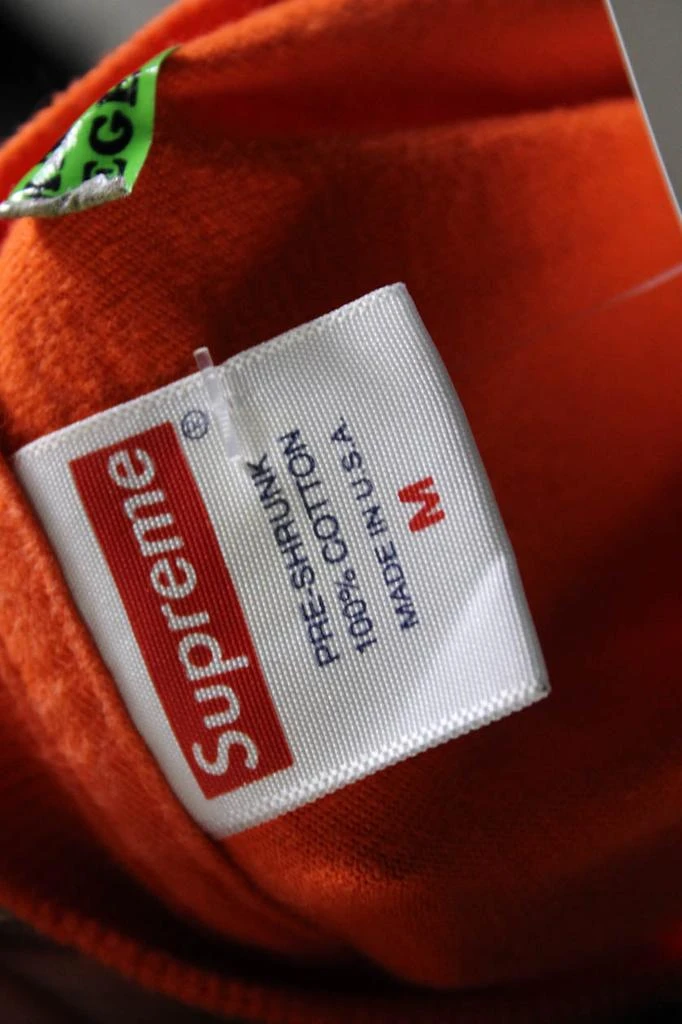 Supreme ®
PRE-SHRUNK
100% COTTON
MADE IN U.S.A.
M